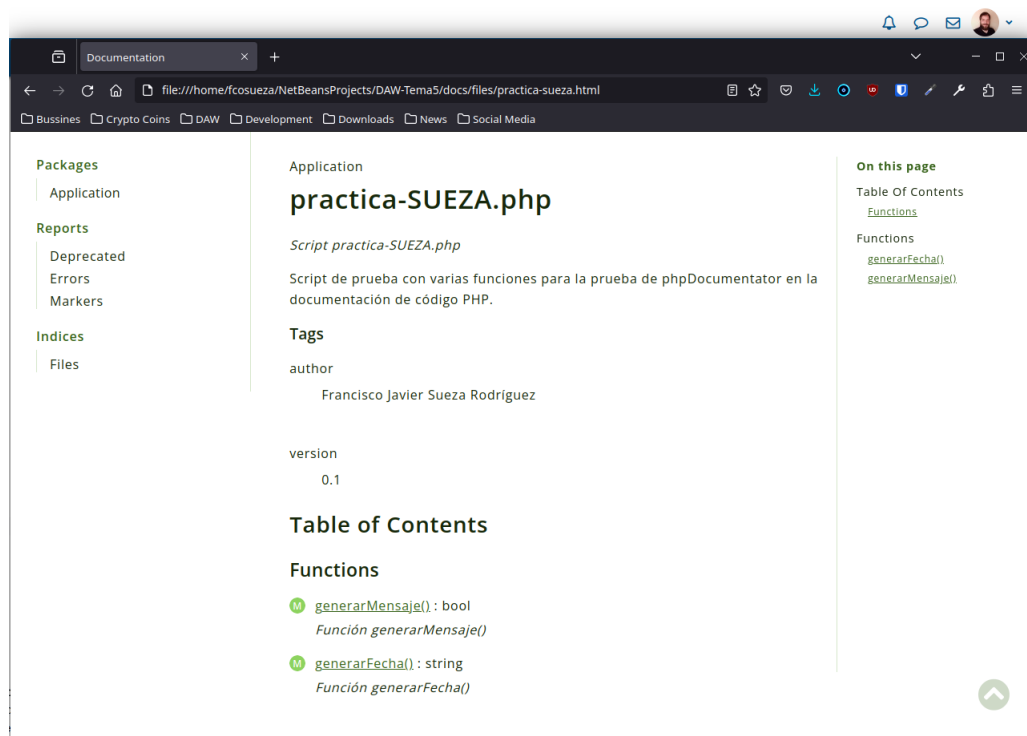 Documentation
file:///home/fcosueza/NetBeansProjects/DAW-Tema5/docs/files/practica-sueza.html
Bussines Crypto Coins DAW Development Downloads News Social Media
Packages
Application
Reports
Deprecated
Errors
Markers
Indices
Files
Application
practica-SUEZA.php
Script practica-SUEZA.php
Script de prueba con varias funciones para la prueba de phpDocumentator en la
documentación de código PHP.
Tags
author
Francisco Javier Sueza Rodríguez
version
0.1
Table of Contents
Functions
M generarMensaje() : bool
Función generarMensaje()
M generarFecha() : string
Función generarFecha()
On this page
Table Of Contents
Functions
Functions
generarFecha()
generarMensaje()